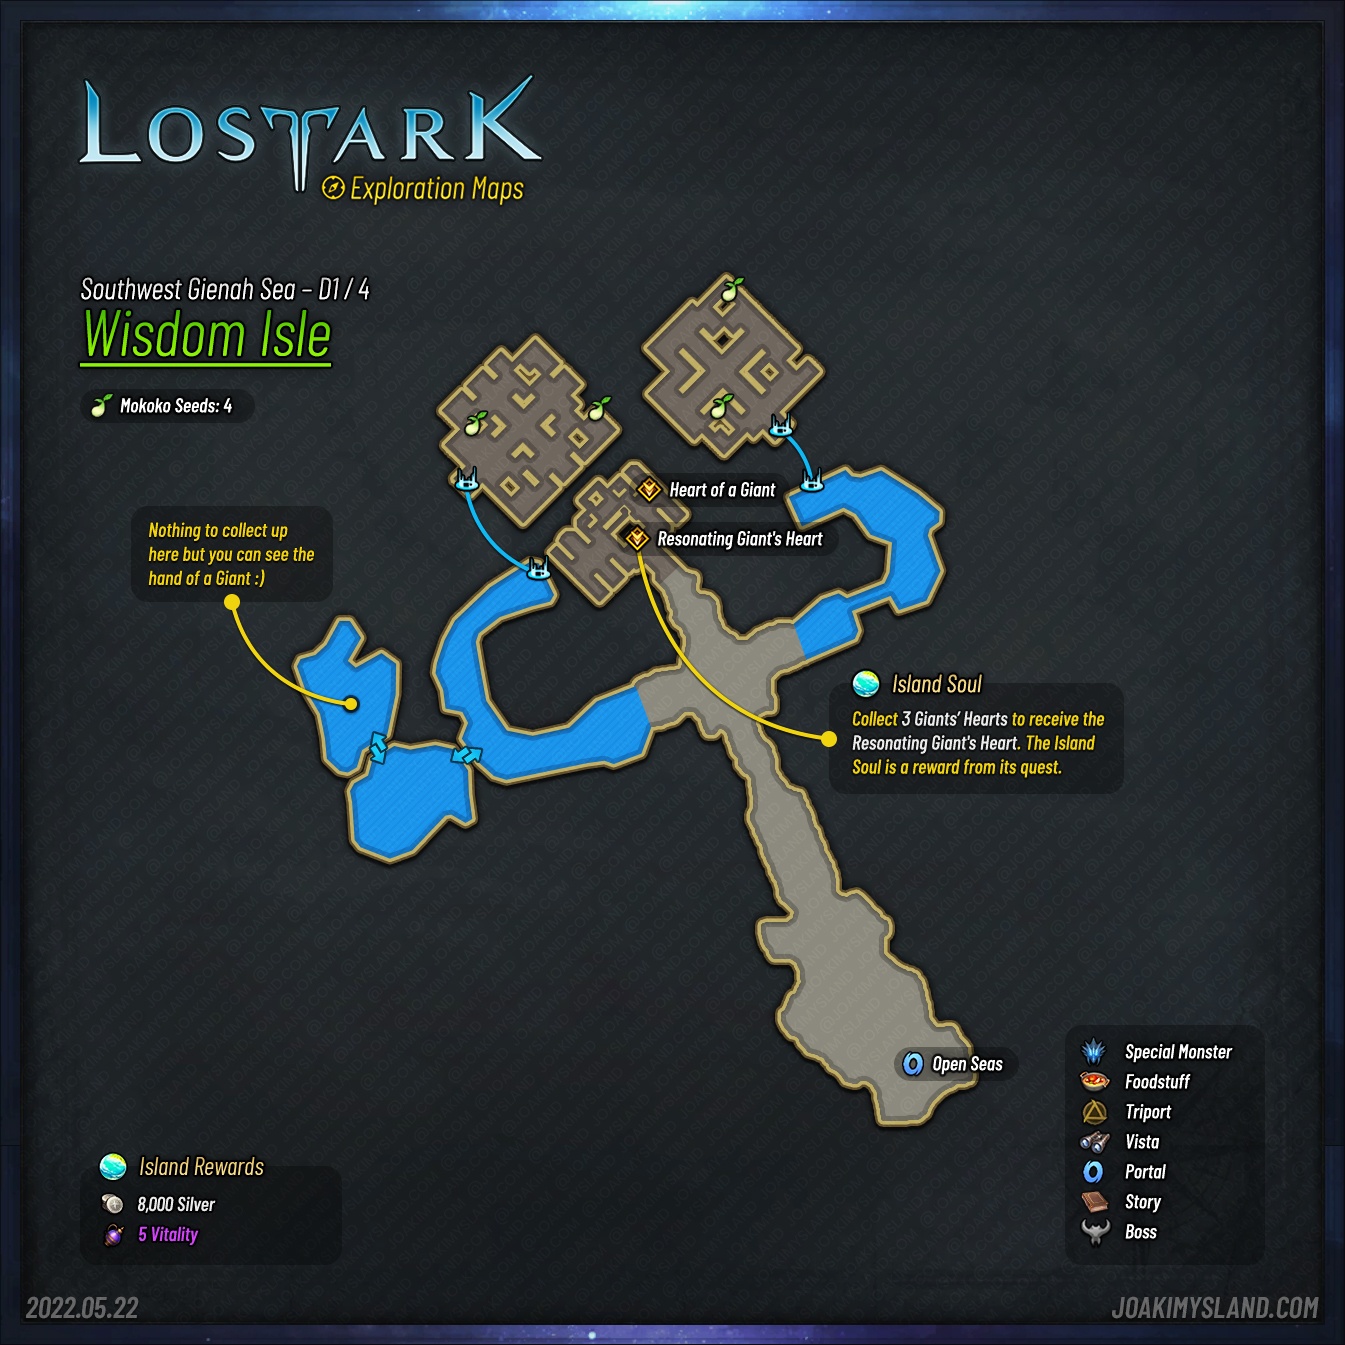 LOSTARK
Exploration Maps
Southwest Gienah Sea – D1 / 4
Wisdom Isle
Mokoko Seeds: 4
Heart of a Giant
Resonating Giant's Heart
Nothing to collect up
here but you can see the
hand of a Giant :)
Island Soul
Collect 3 Giants’ Hearts to receive the
Resonating Giant's Heart. The Island
Soul is a reward from its quest.
Open Seas
Special Monster
Foodstuff
Triport
Vista
Portal
Story
Boss
Island Rewards
8,000 Silver
5 Vitality
2022.05.22
JOAKIMYSLAND.COM